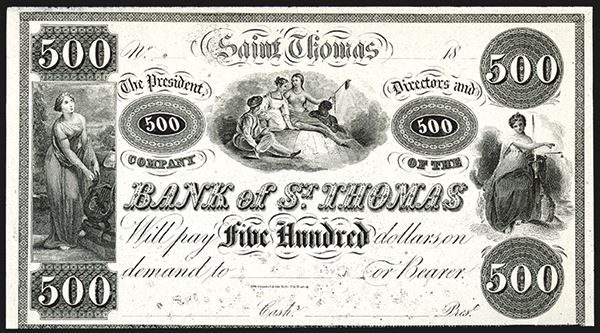 500 No. Saint Thomas 18 500
The President, Directors and
500 500
COMPANY OF THE
BANK of ST. THOMAS
Will pay Five Hundred dollars on
demand to or Bearer.
500 500
Cash.r Pres.t